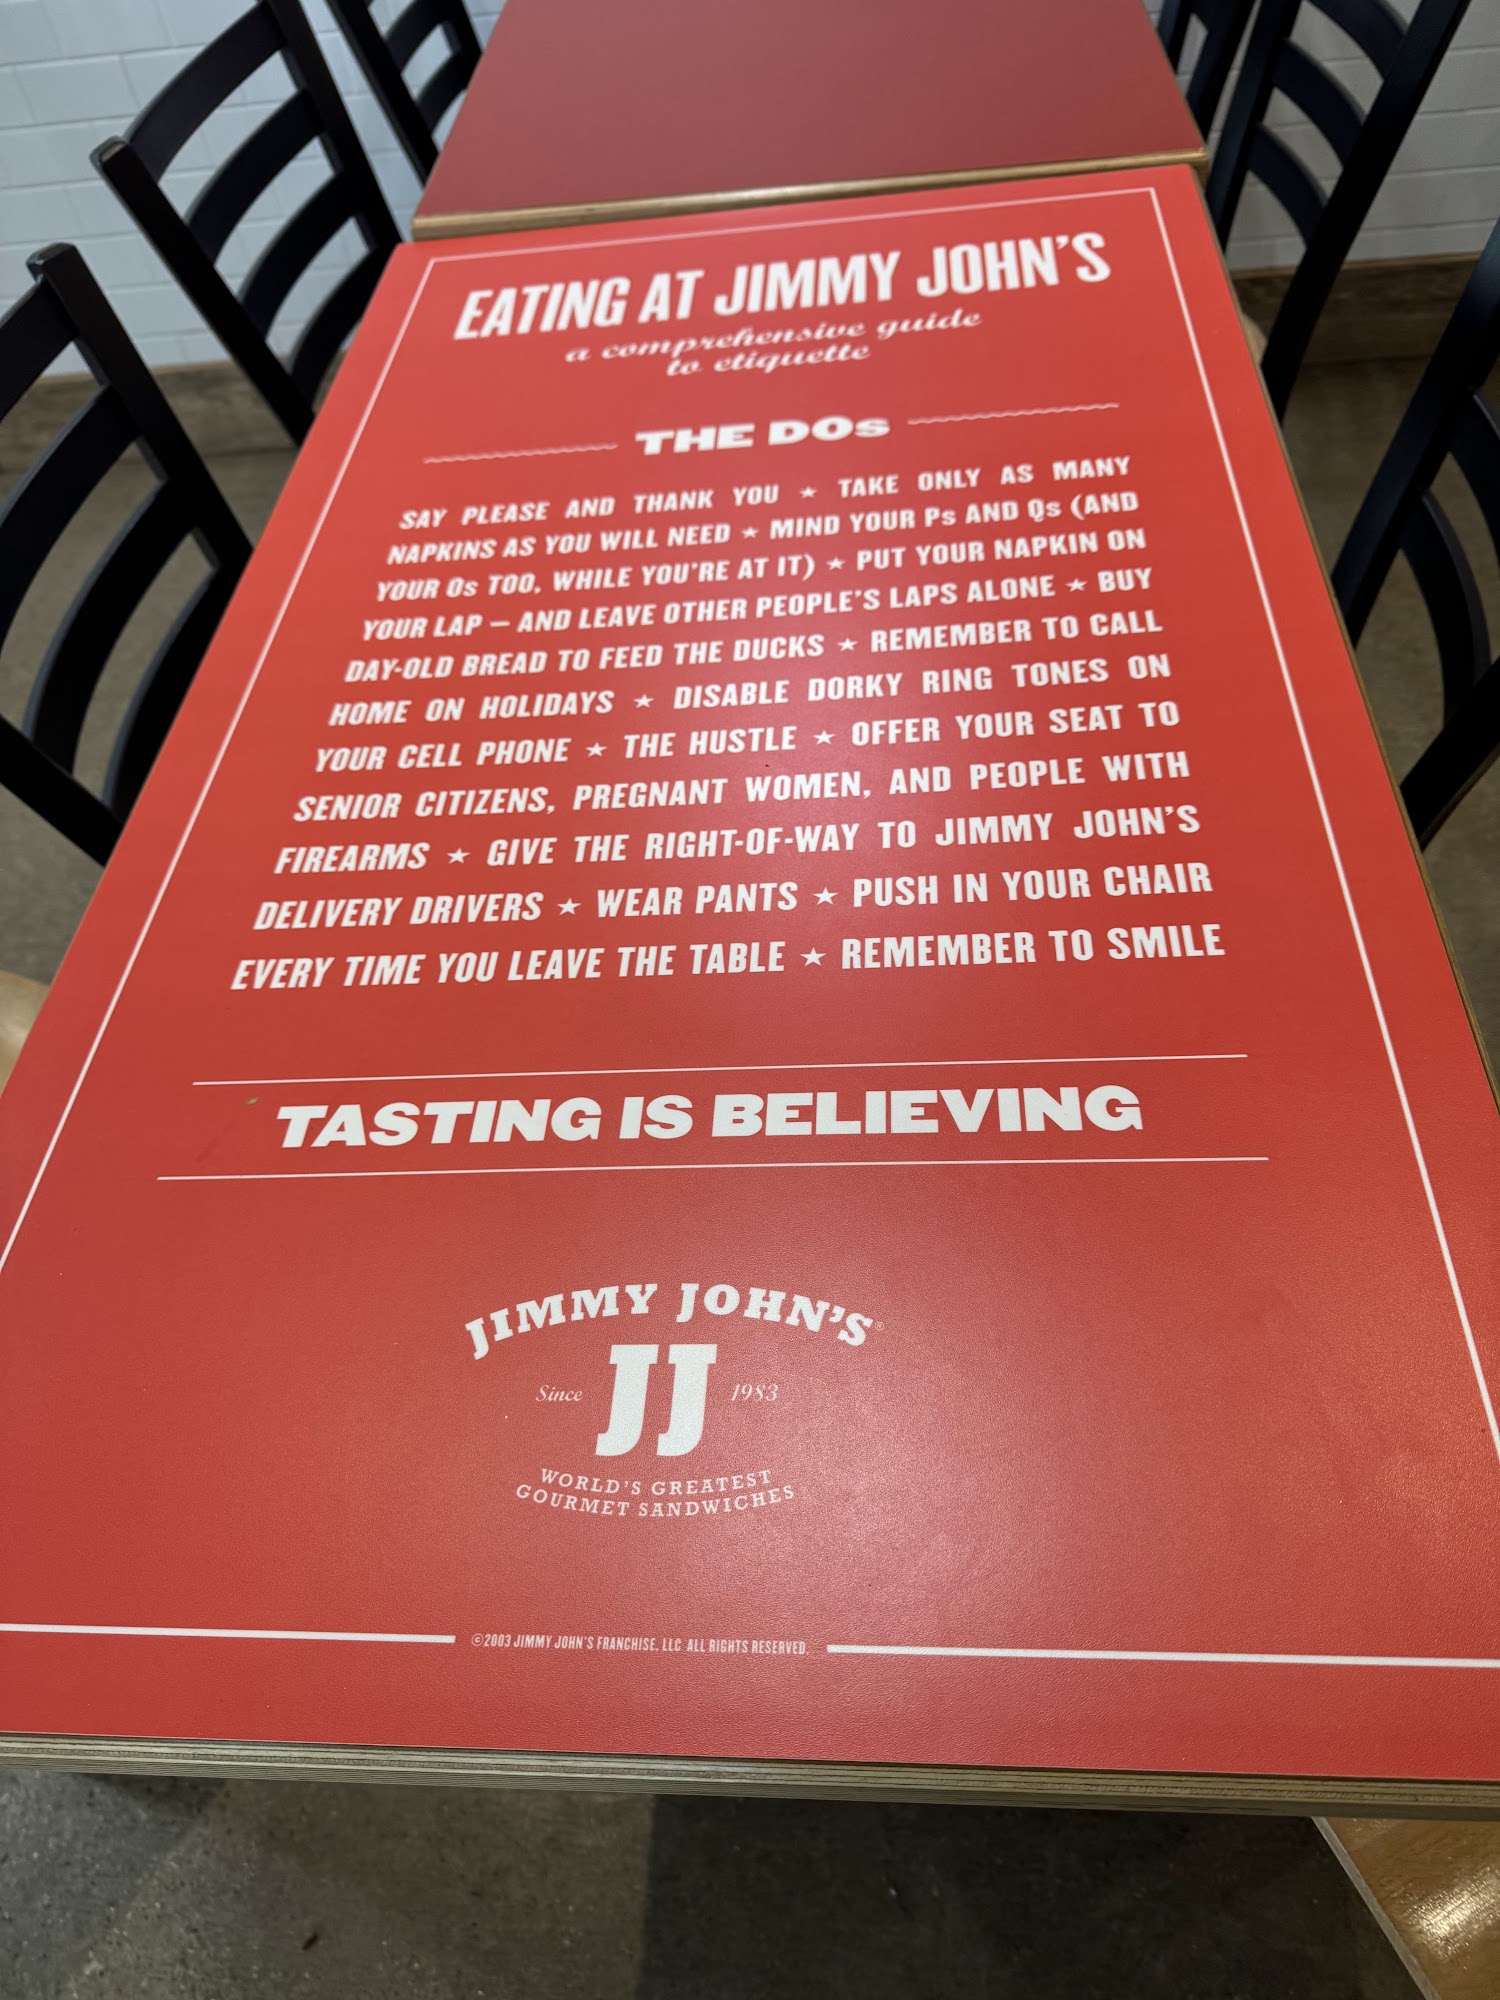 EATING AT JIMMY JOHN'S
a comprehensive guide
to etiquette
THE DOs
SAY PLEASE AND THANK YOU ★ TAKE ONLY AS MANY
NAPKINS AS YOU WILL NEED ★ MIND YOUR Ps AND Qs (AND
YOUR Os TOO, WHILE YOU'RE AT IT) ★ PUT YOUR NAPKIN ON
YOUR LAP – AND LEAVE OTHER PEOPLE'S LAPS ALONE ★ BUY
DAY-OLD BREAD TO FEED THE DUCKS ★ REMEMBER TO CALL
HOME ON HOLIDAYS ★ DISABLE DORKY RING TONES ON
YOUR CELL PHONE ★ THE HUSTLE ★ OFFER YOUR SEAT TO
SENIOR CITIZENS, PREGNANT WOMEN, AND PEOPLE WITH
FIREARMS ★ GIVE THE RIGHT-OF-WAY TO JIMMY JOHN'S
DELIVERY DRIVERS ★ WEAR PANTS ★ PUSH IN YOUR CHAIR
EVERY TIME YOU LEAVE THE TABLE ★ REMEMBER TO SMILE
TASTING IS BELIEVING
JIMMY JOHN'S®
Since JJ 1983
WORLD'S GREATEST
GOURMET SANDWICHES
©2003 JIMMY JOHN'S FRANCHISE, LLC ALL RIGHTS RESERVED.